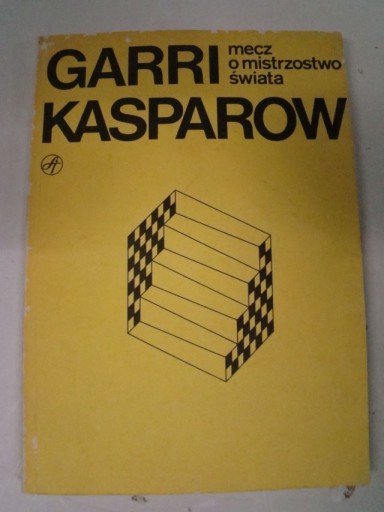 GARRI
mecz
o mistrzostwo
świata
KASPAROW